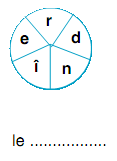 r
e d
î n
le .................